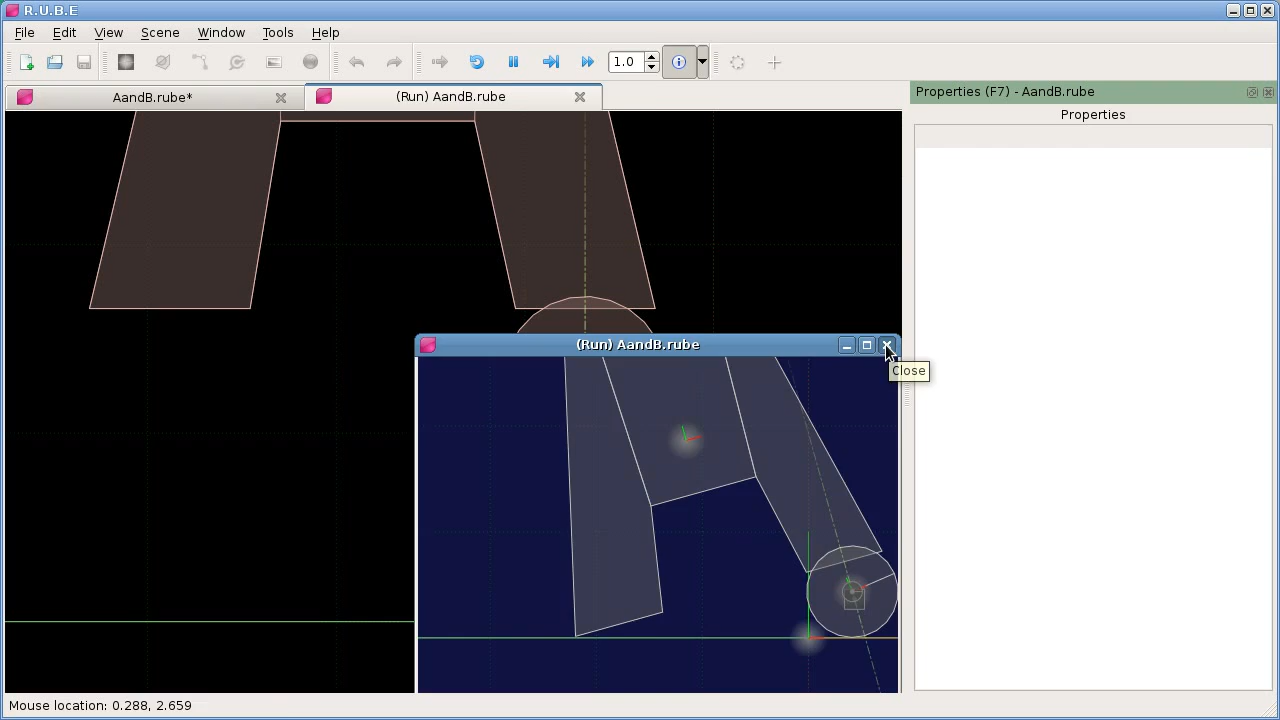 R.U.B.E
File Edit View Scene Window Tools Help
1.0
AandB.rube*
(Run) AandB.rube
Properties (F7) - AandB.rube
Properties
(Run) AandB.rube
Close
Mouse location: 0.288, 2.659